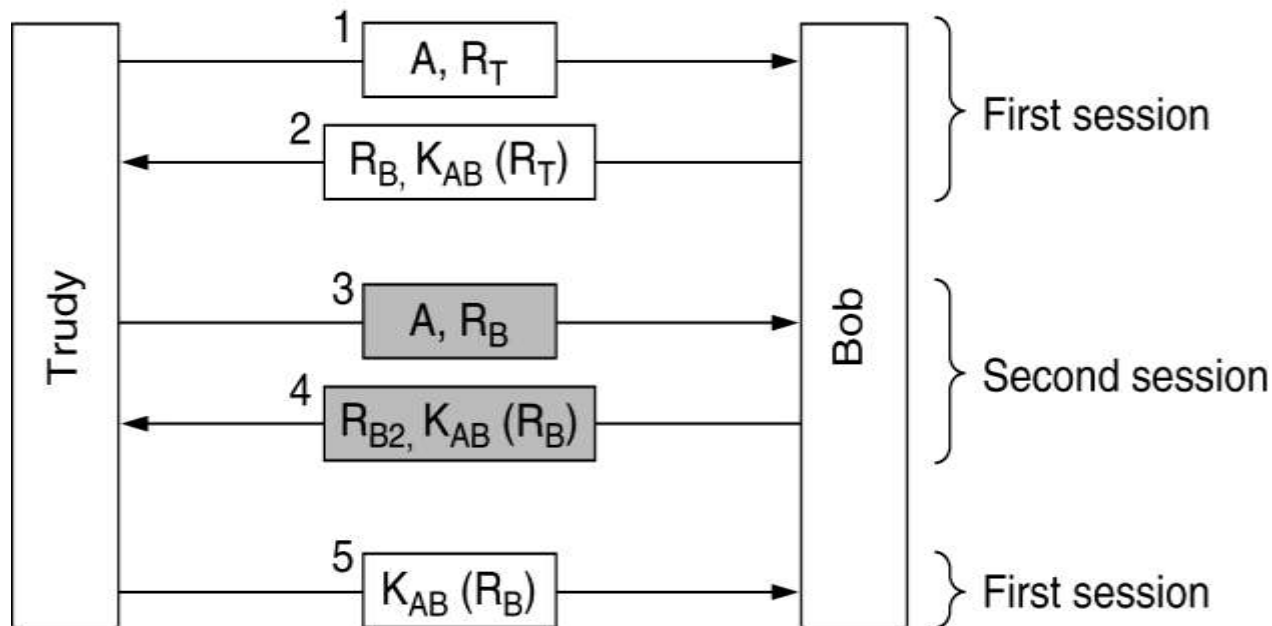 1
A, R_T
2
R_B, K_AB (R_T)
First session
Trudy
Bob
3
A, R_B
4
R_B2, K_AB (R_B)
Second session
5
K_AB (R_B)
First session